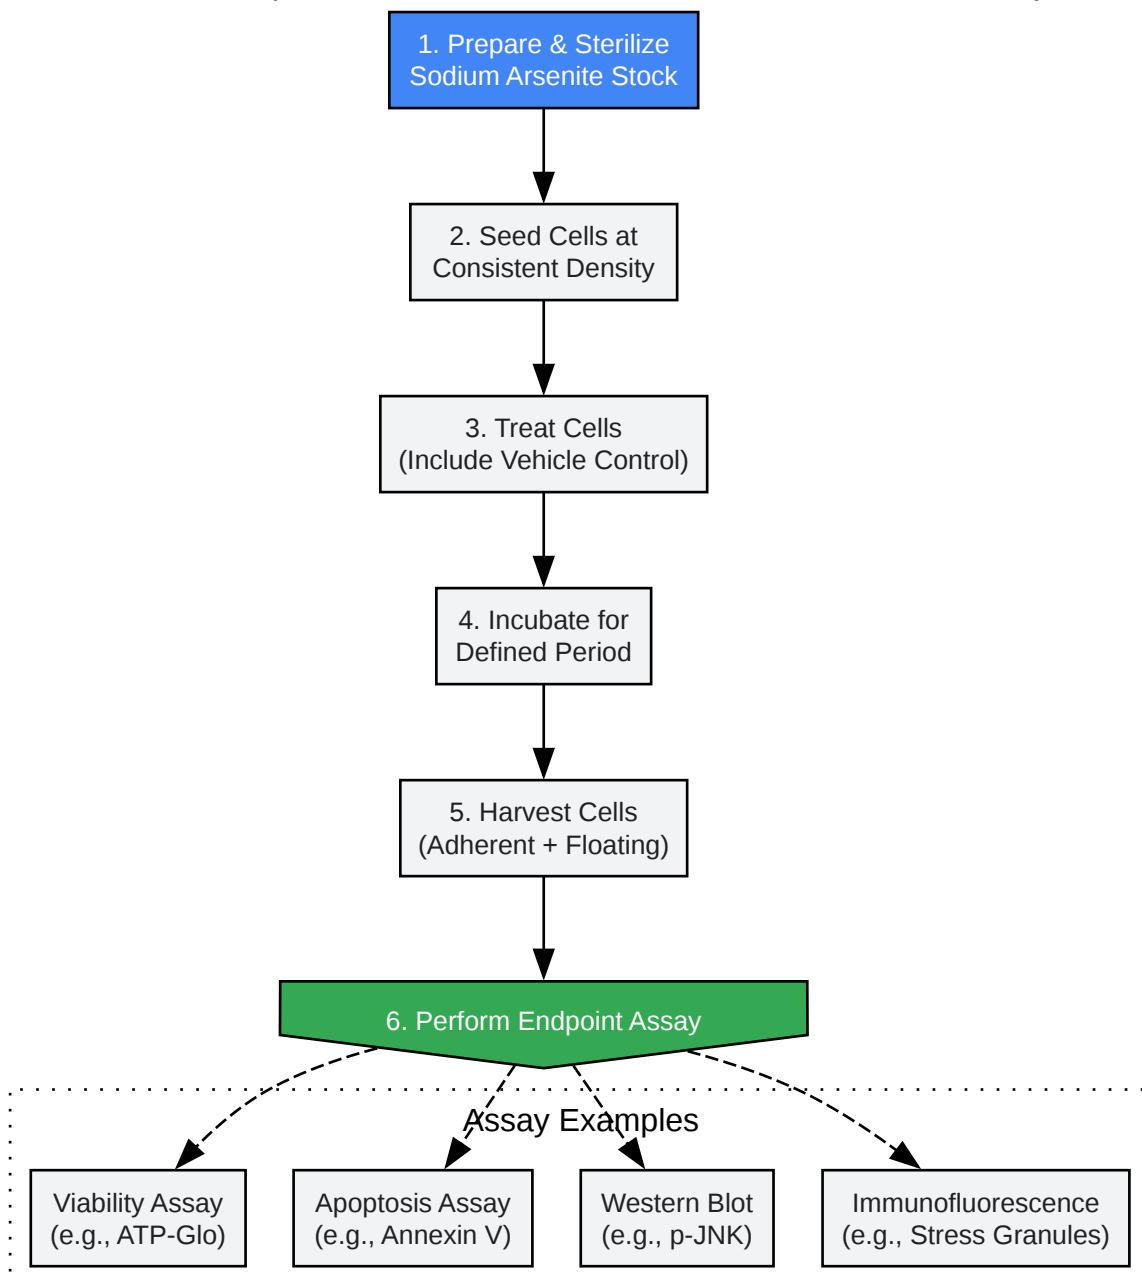 1. Prepare & Sterilize
Sodium Arsenite Stock
2. Seed Cells at
Consistent Density
3. Treat Cells
(Include Vehicle Control)
4. Incubate for
Defined Period
5. Harvest Cells
(Adherent + Floating)
6. Perform Endpoint Assay
Assay Examples
Viability Assay
(e.g., ATP-Glo)
Apoptosis Assay
(e.g., Annexin V)
Western Blot
(e.g., p-JNK)
Immunofluorescence
(e.g., Stress Granules)